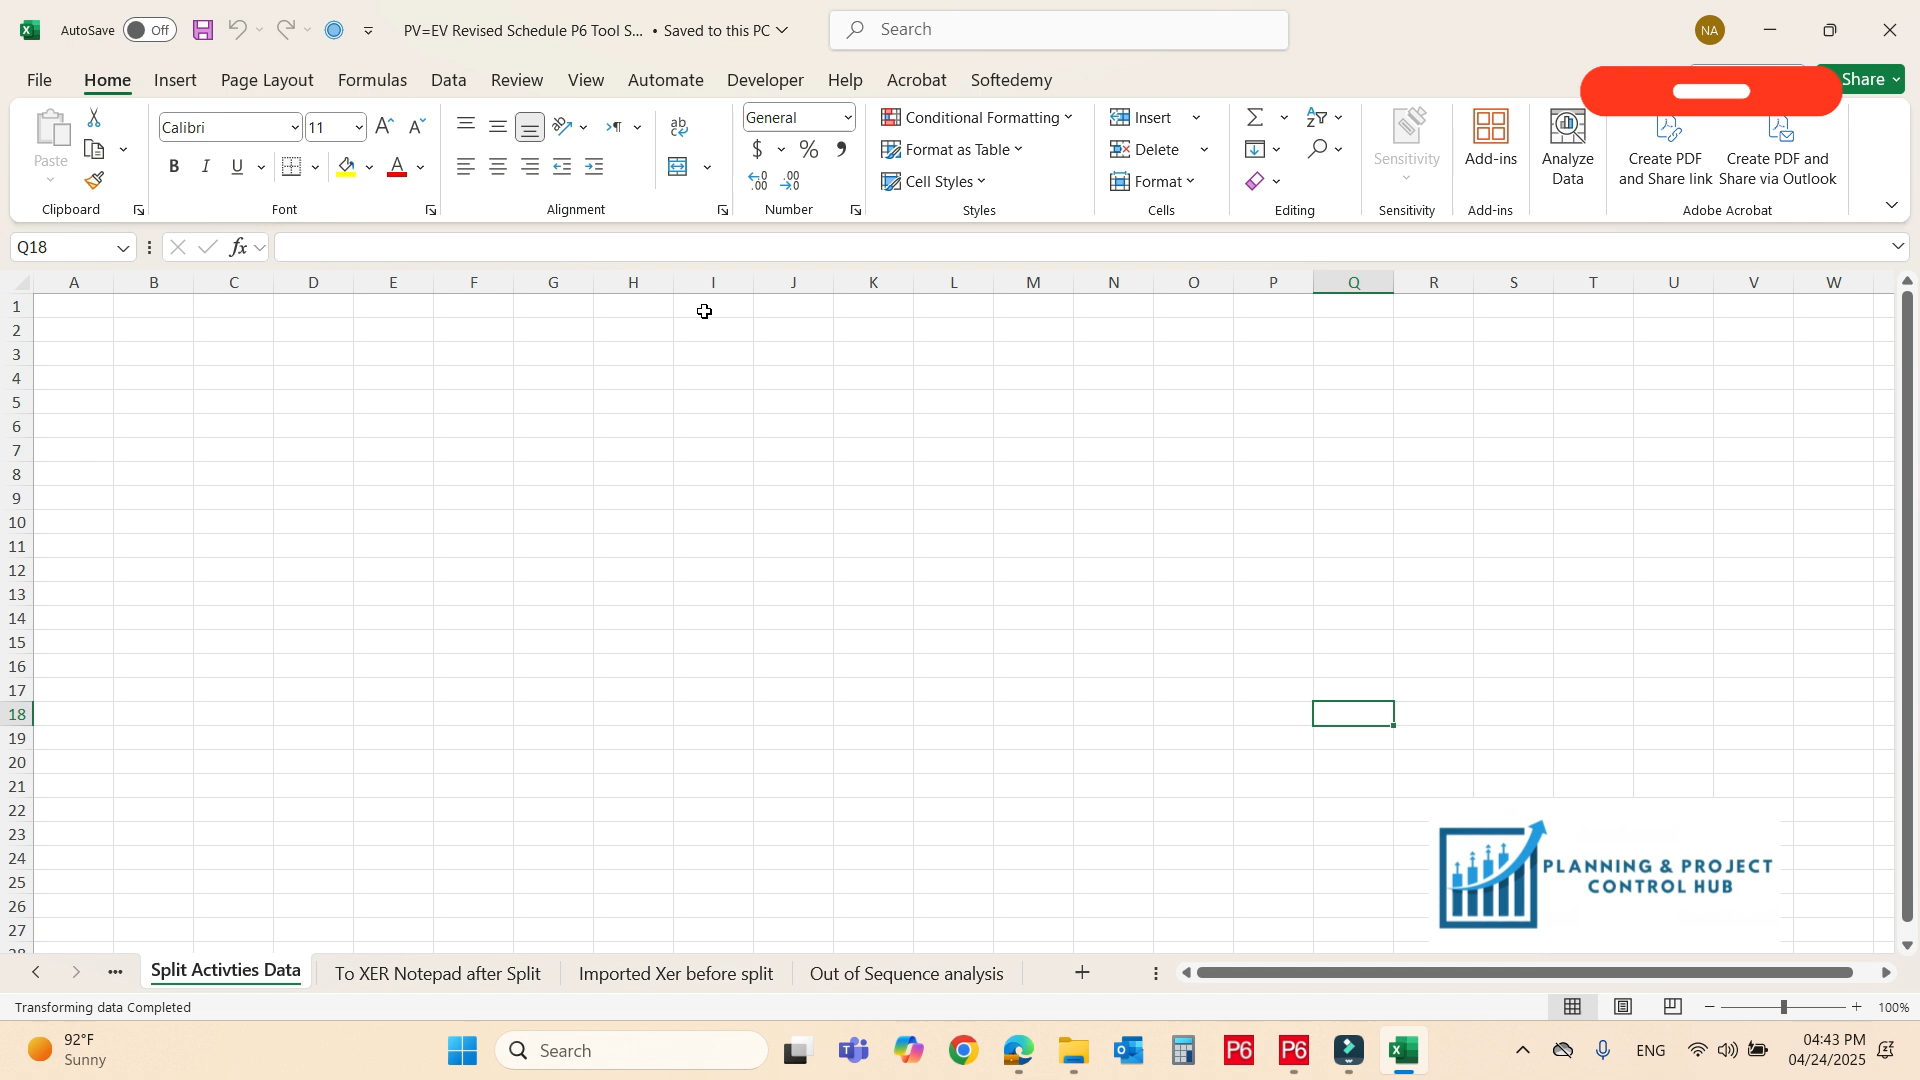 AutoSave Off PV=EV Revised Schedule P6 Tool S... • Saved to this PC Search NA
File Home Insert Page Layout Formulas Data Review View Automate Developer Help Acrobat Softedemy Share
Paste Calibri 11 B I U A ab General $ % Conditional Formatting Format as Table Cell Styles Insert Delete Format Sensitivity Add-ins Analyze Data Create PDF and Share link Create PDF and Share via Outlook
Clipboard Font Alignment Number Styles Cells Editing Sensitivity Add-ins Adobe Acrobat
Q18 fx
A B C D E F G H I J K L M N O P Q R S T U V W
1
2
3
4
5
6
7
8
9
10
11
12
13
14
15
16
17
18
19
20
21
22
23
24
25
26
27
PLANNING & PROJECT
CONTROL HUB
Split Activties Data To XER Notepad after Split Imported Xer before split Out of Sequence analysis
Transforming data Completed 100%
92°F
Sunny
Search P6 P6 ENG
04:43 PM
04/24/2025